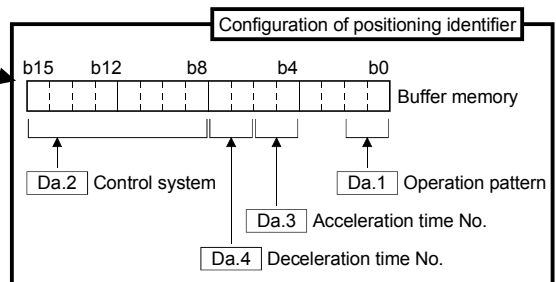 Configuration of positioning identifier
b15 b12 b8 b4 b0
Buffer memory
Da.2 Control system
Da.1 Operation pattern
Da.3 Acceleration time No.
Da.4 Deceleration time No.